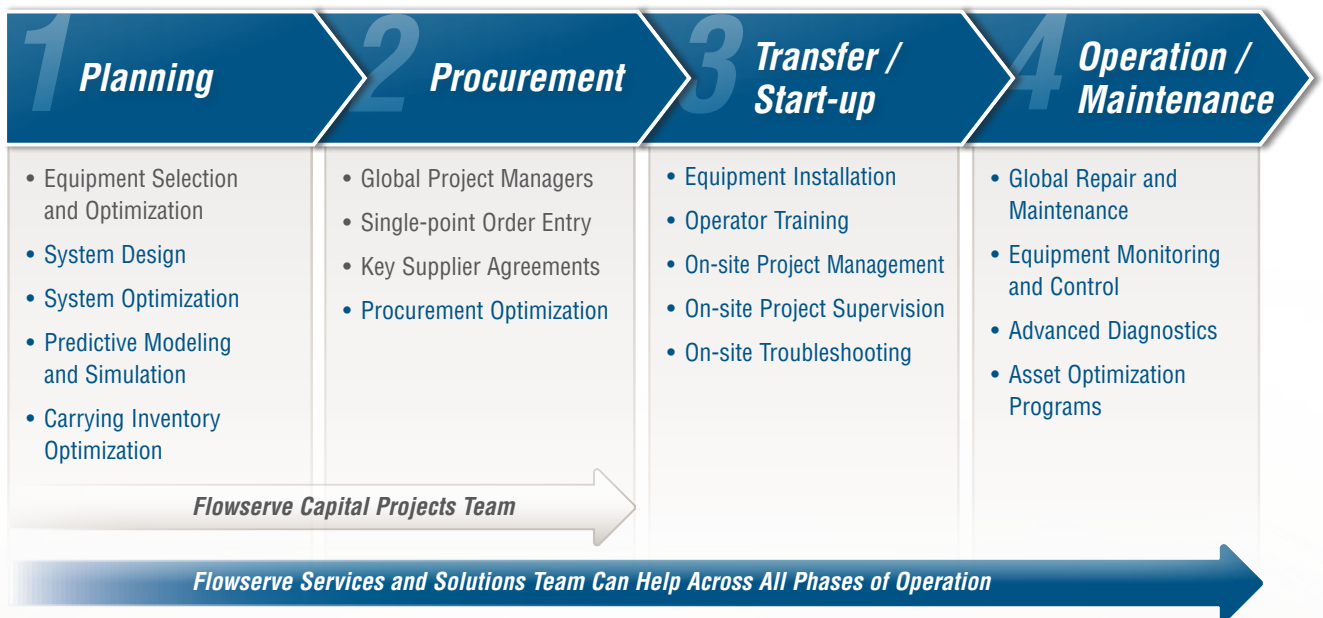 1 Planning
• Equipment Selection
and Optimization
• System Design
• System Optimization
• Predictive Modeling
and Simulation
• Carrying Inventory
Optimization
2 Procurement
• Global Project Managers
• Single-point Order Entry
• Key Supplier Agreements
• Procurement Optimization
3 Transfer /
Start-up
• Equipment Installation
• Operator Training
• On-site Project Management
• On-site Project Supervision
• On-site Troubleshooting
4 Operation /
Maintenance
• Global Repair and
Maintenance
• Equipment Monitoring
and Control
• Advanced Diagnostics
• Asset Optimization
Programs
Flowserve Capital Projects Team
Flowserve Services and Solutions Team Can Help Across All Phases of Operation